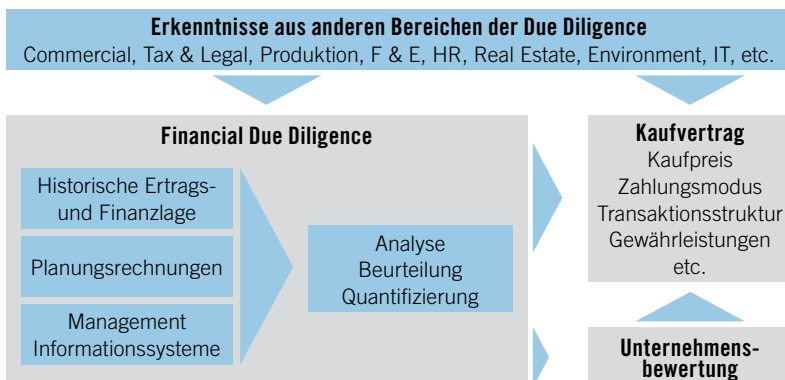 Erkenntnisse aus anderen Bereichen der Due Diligence
Commercial, Tax & Legal, Produktion, F & E, HR, Real Estate, Environment, IT, etc.
Financial Due Diligence
Historische Ertrags-
und Finanzlage
Planungsrechnungen
Management
Informationssysteme
Analyse
Beurteilung
Quantifizierung
Kaufvertrag
Kaufpreis
Zahlungsmodus
Transaktionsstruktur
Gewährleistungen
etc.
Unternehmens-
bewertung